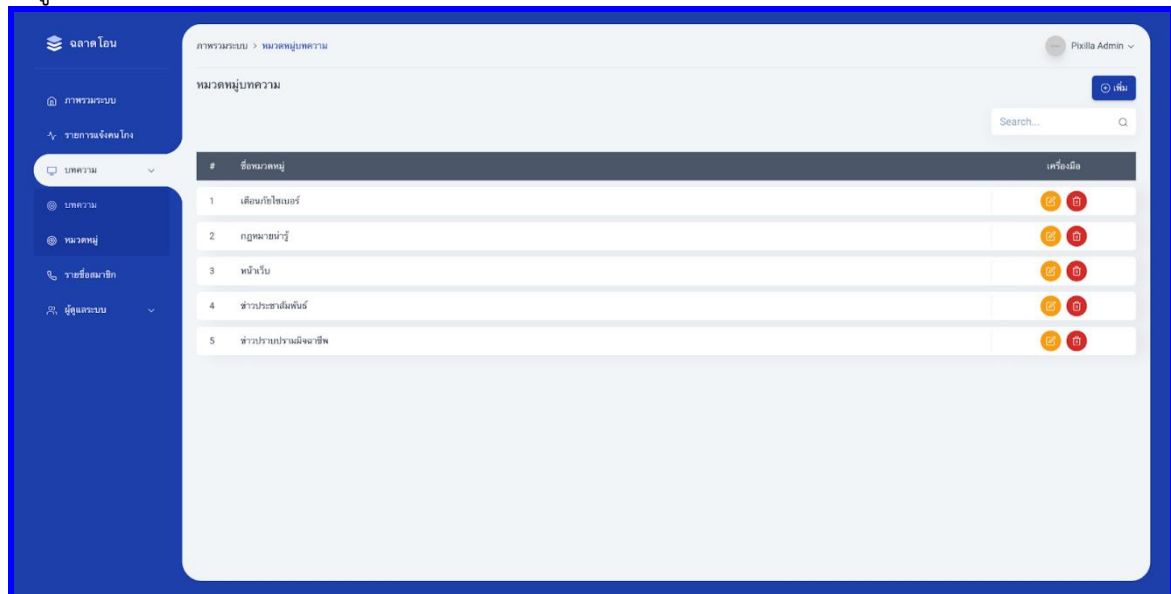 ฉลาดโอน
ภาพรวมระบบ > หมวดหมู่บทความ
Pixilla Admin
หมวดหมู่บทความ
เพิ่ม
Search...
ภาพรวมระบบ
รายการแจ้งคนโกง
บทความ
บทความ
หมวดหมู่
รายชื่อสมาชิก
ผู้ดูแลระบบ
# ชื่อหมวดหมู่ เครื่องมือ
1 เตือนภัยไซเบอร์
2 กฎหมายน่ารู้
3 หน้าเว็บ
4 ข่าวประชาสัมพันธ์
5 ข่าวปราบปรามมิจฉาชีพ